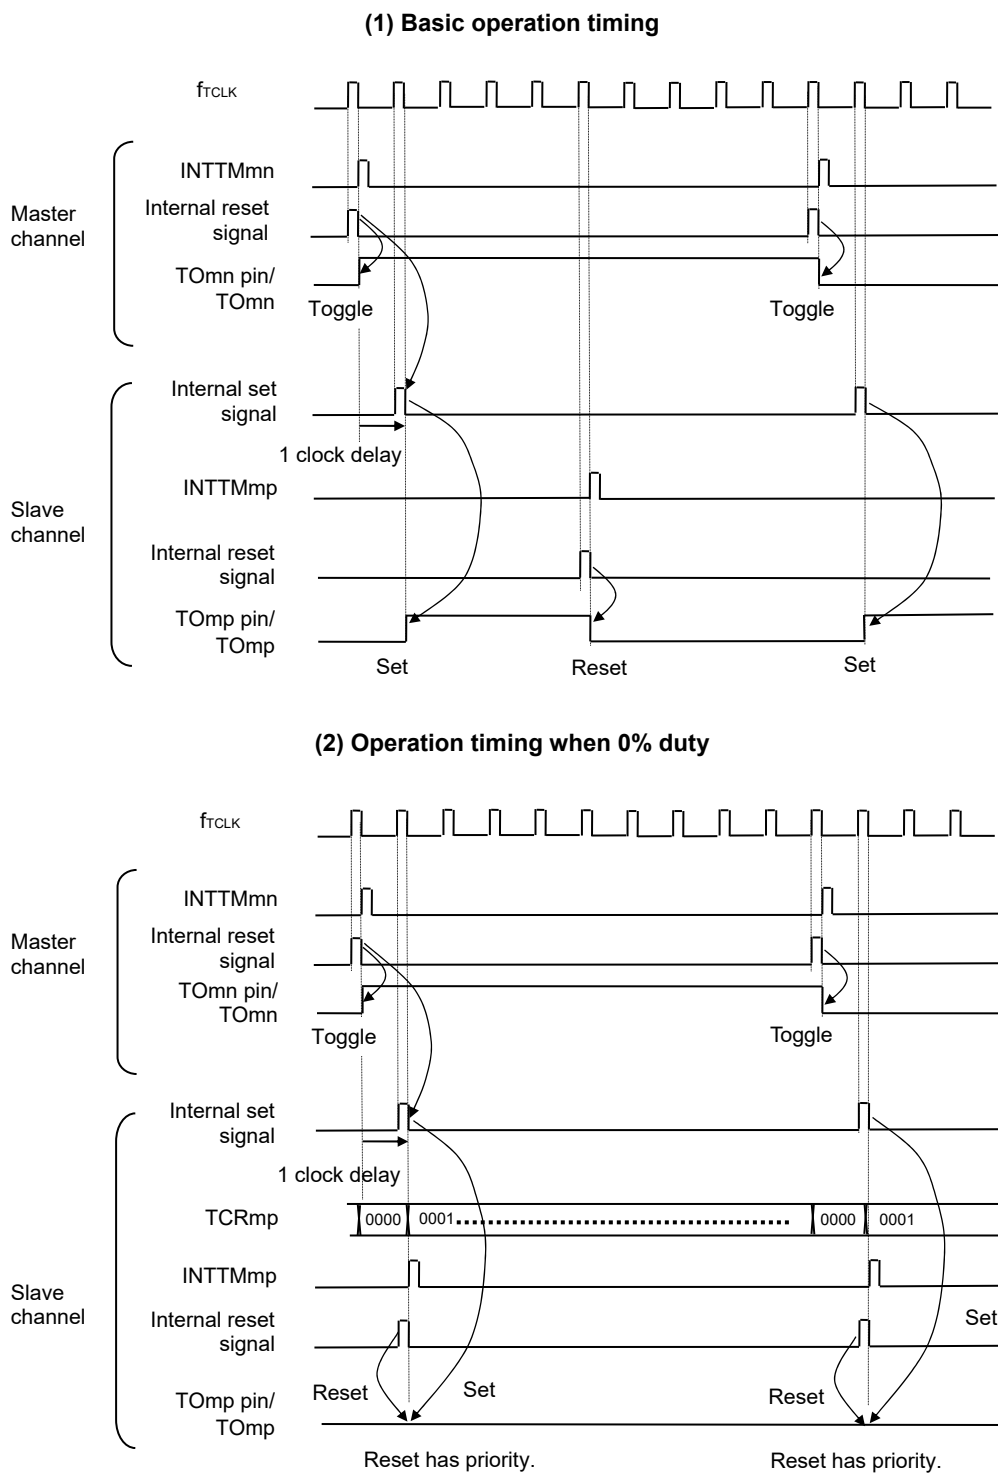 (1) Basic operation timing
fTCLK
INTTMmn
Master
channel
Internal reset
signal
TOmn pin/
TOmn
Toggle
Toggle
Internal set
signal
1 clock delay
INTTMmp
Slave
channel
Internal reset
signal
TOmp pin/
TOmp
Set
Reset
Set
(2) Operation timing when 0% duty
fTCLK
INTTMmn
Master
channel
Internal reset
signal
TOmn pin/
TOmn
Toggle
Toggle
Internal set
signal
1 clock delay
TCRmp
0000
0001
0000
0001
INTTMmp
Slave
channel
Internal reset
signal
Set
Reset
Set
Reset
TOmp pin/
TOmp
Reset has priority.
Reset has priority.